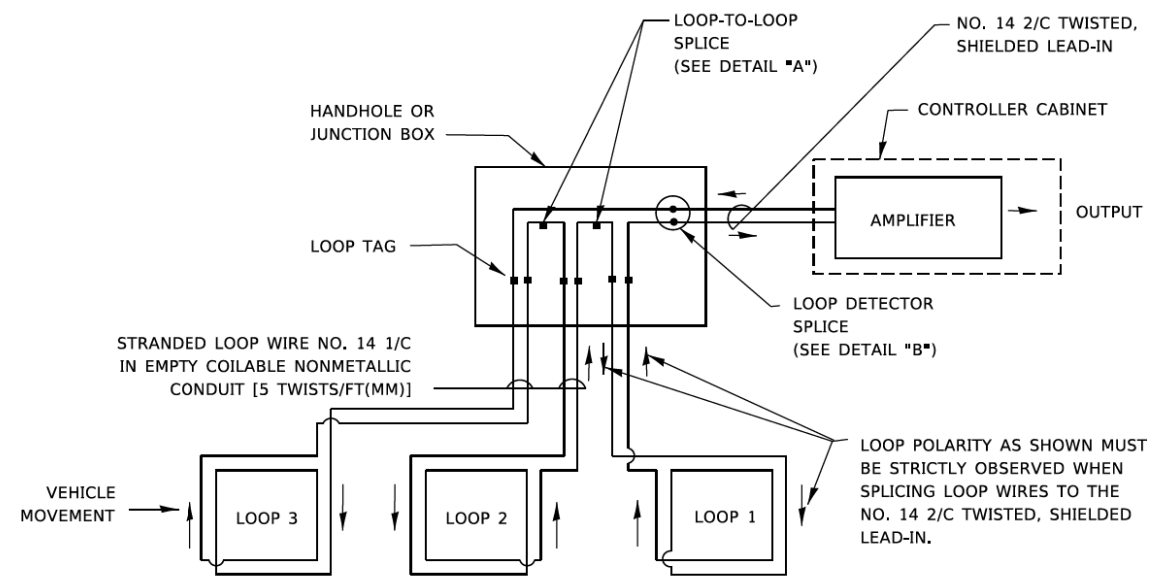 LOOP-TO-LOOP
SPLICE
(SEE DETAIL "A")
NO. 14 2/C TWISTED,
SHIELDED LEAD-IN
HANDHOLE OR
JUNCTION BOX
CONTROLLER CABINET
AMPLIFIER
OUTPUT
LOOP TAG
LOOP DETECTOR
SPLICE
(SEE DETAIL "B")
STRANDED LOOP WIRE NO. 14 1/C
IN EMPTY COILABLE NONMETALLIC
CONDUIT [5 TWISTS/FT(MM)]
LOOP POLARITY AS SHOWN MUST
BE STRICTLY OBSERVED WHEN
SPLICING LOOP WIRES TO THE
NO. 14 2/C TWISTED, SHIELDED
LEAD-IN.
VEHICLE
MOVEMENT
LOOP 3
LOOP 2
LOOP 1